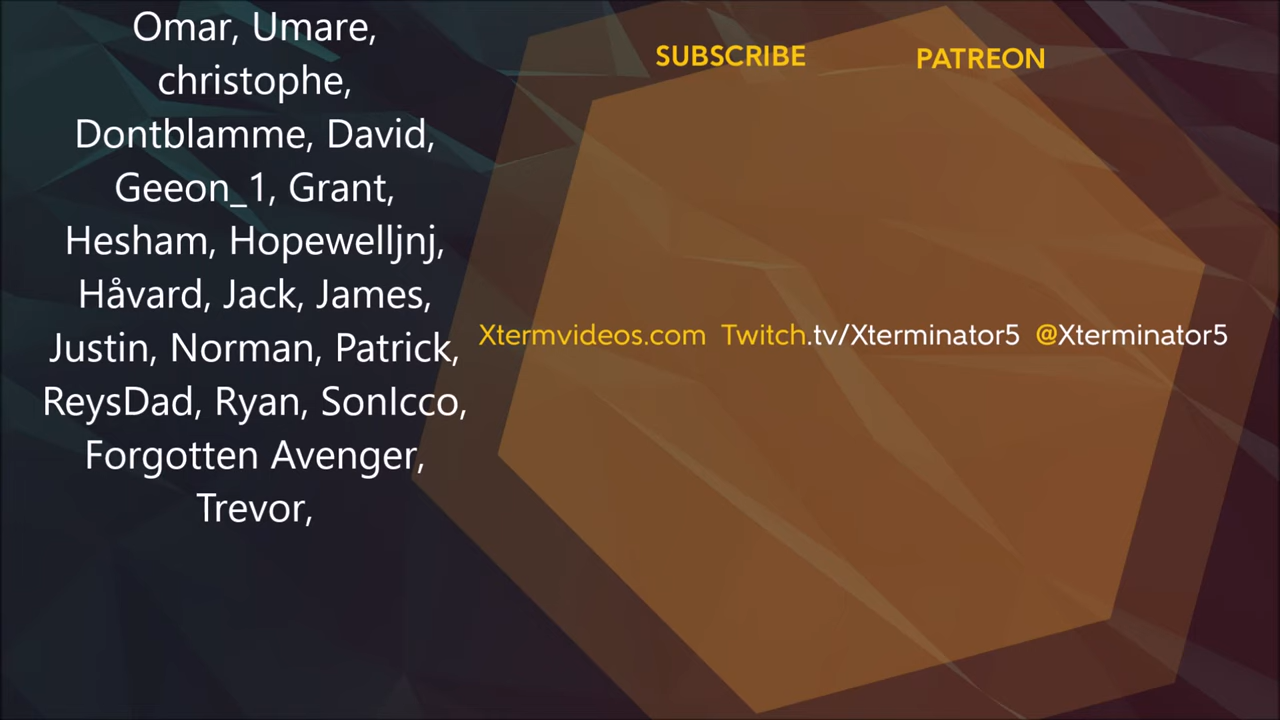 Omar, Umare,
christophe,
Dontblamme, David,
Geeon_1, Grant,
Hesham, Hopewelljnj,
Håvard, Jack, James,
Justin, Norman, Patrick,
ReysDad, Ryan, SonIcco,
Forgotten Avenger,
Trevor,
SUBSCRIBE PATREON
Xtermvideos.com Twitch.tv/Xterminator5 @Xterminator5